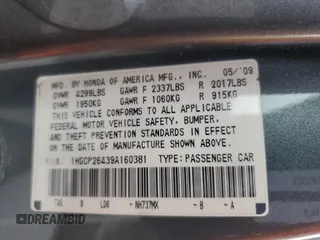 MFD. BY HONDA OF AMERICA MFG., INC. 05/'09
GVWR 4299LBS GAWR F 2337LBS R 2017LBS
GVWR 1950KG GAWR F 1060KG R 915KG
THIS VEHICLE CONFORMS TO ALL APPLICABLE
FEDERAL MOTOR VEHICLE SAFETY, BUMPER,
AND THEFT PREVENTION STANDARDS IN EFFECT
ON THE DATE OF MANUFACTURE SHOWN ABOVE.
1HGCP26439A160381 TYPE: PASSENGER CAR
9 LD6 - NH737MX - B - A
DREAMBID